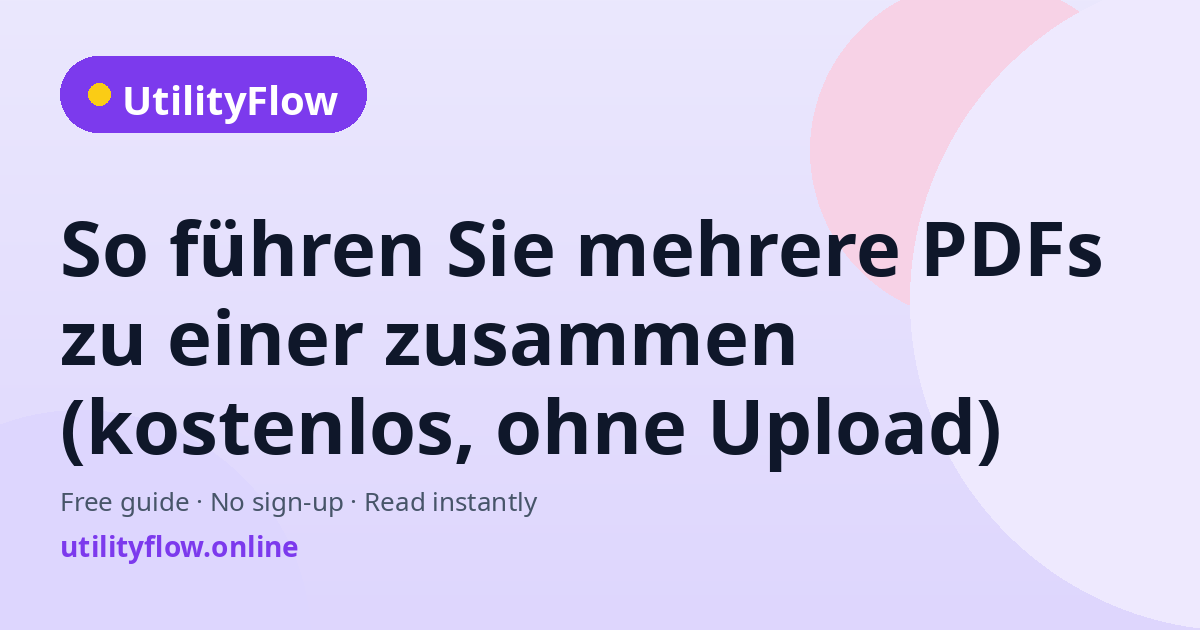 UtilityFlow
So führen Sie mehrere PDFs
zu einer zusammen
(kostenlos, ohne Upload)
Free guide · No sign-up · Read instantly
utilityflow.online